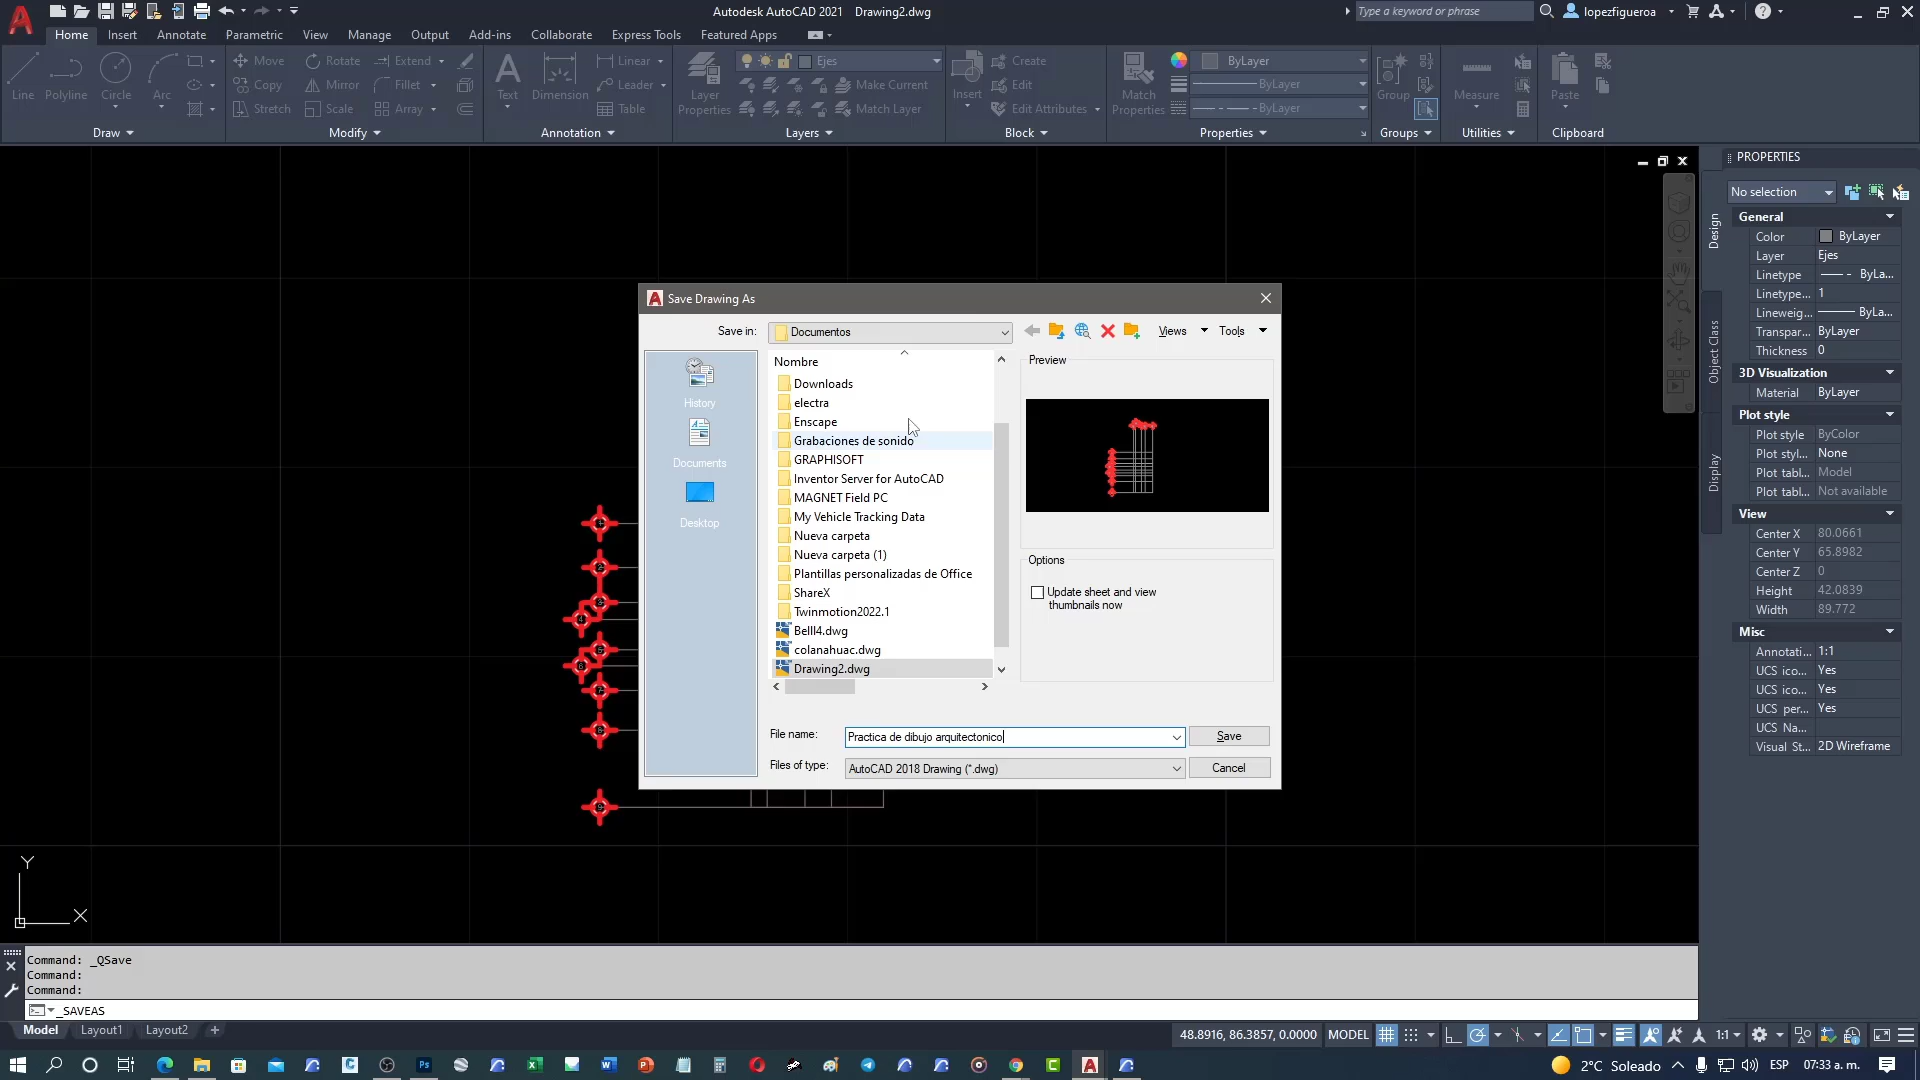 Autodesk AutoCAD 2021 Drawing2.dwg
Type a keyword or phrase
lopezfigueroa
Home Insert Annotate Parametric View Manage Output Add-ins Collaborate Express Tools Featured Apps
Line Polyline Circle Arc
Move Rotate Extend
Copy Mirror Fillet
Stretch Scale Array
Text Dimension
Linear
Leader
Table
Layer Properties
Ejes
Make Current
Match Layer
Insert
Create
Edit
Edit Attributes
Match Properties
ByLayer
ByLayer
ByLayer
Group
Measure
Paste
Draw Modify Annotation Layers Block Properties Groups Utilities Clipboard
PROPERTIES
No selection
General
Color ByLayer
Layer Ejes
Linetype ByLa...
Linetype... 1
Lineweig... ByLa...
Transpar... ByLayer
Thickness 0
3D Visualization
Material ByLayer
Plot style
Plot style ByColor
Plot styl... None
Plot tabl... Model
Plot tabl... Not available
View
Center X 80.0661
Center Y 65.8982
Center Z 0
Height 42.0839
Width 89.772
Misc
Annotati... 1:1
UCS ico... Yes
UCS ico... Yes
UCS per... Yes
UCS Na...
Visual St... 2D Wireframe
Design
Object Class
Display
Save Drawing As
Save in: Documentos
Views Tools
History
Documents
Desktop
Nombre
Downloads
electra
Enscape
Grabaciones de sonido
GRAPHISOFT
Inventor Server for AutoCAD
MAGNET Field PC
My Vehicle Tracking Data
Nueva carpeta
Nueva carpeta (1)
Plantillas personalizadas de Office
ShareX
Twinmotion2022.1
Belll4.dwg
colanahuac.dwg
Drawing2.dwg
Preview
Options
Update sheet and view
thumbnails now
File name: Practica de dibujo arquitectonico
Save
Files of type: AutoCAD 2018 Drawing (*.dwg)
Cancel
Y
X
Command: _QSave
Command:
Command:
_SAVEAS
Model Layout1 Layout2 +
48.8916, 86.3857, 0.0000 MODEL
1:1
2°C Soleado
ESP
07:33 a. m.